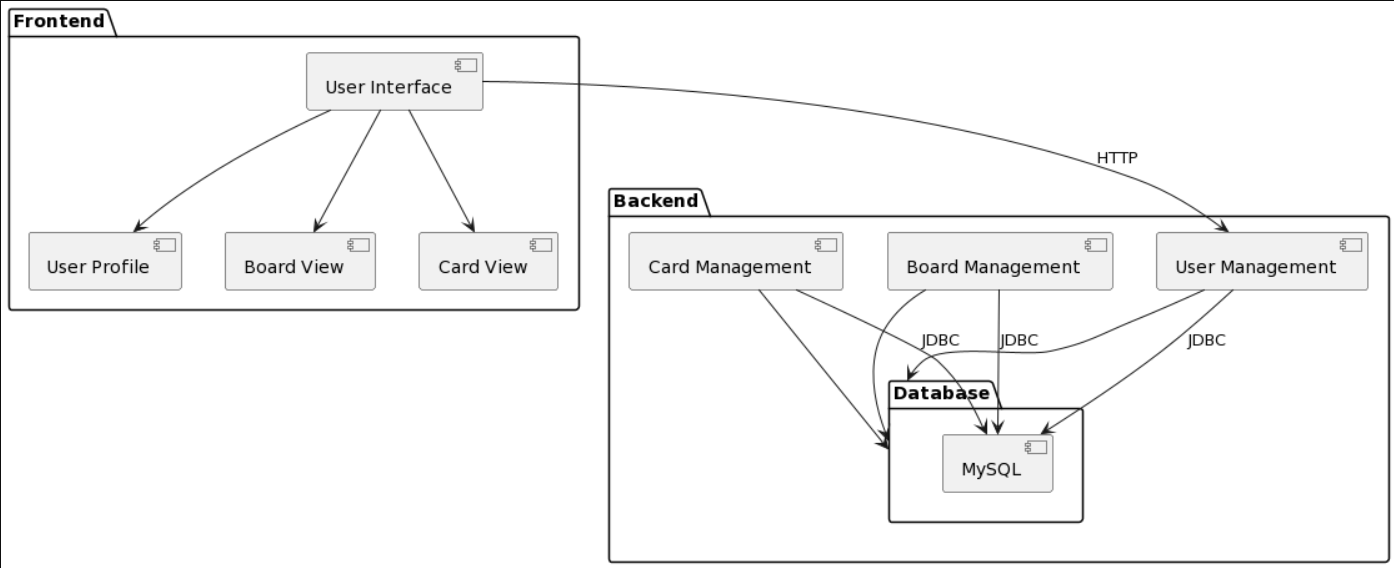 Frontend
User Interface
HTTP
Backend
User Profile
Board View
Card View
Card Management
Board Management
User Management
JDBC
JDBC
JDBC
Database
MySQL